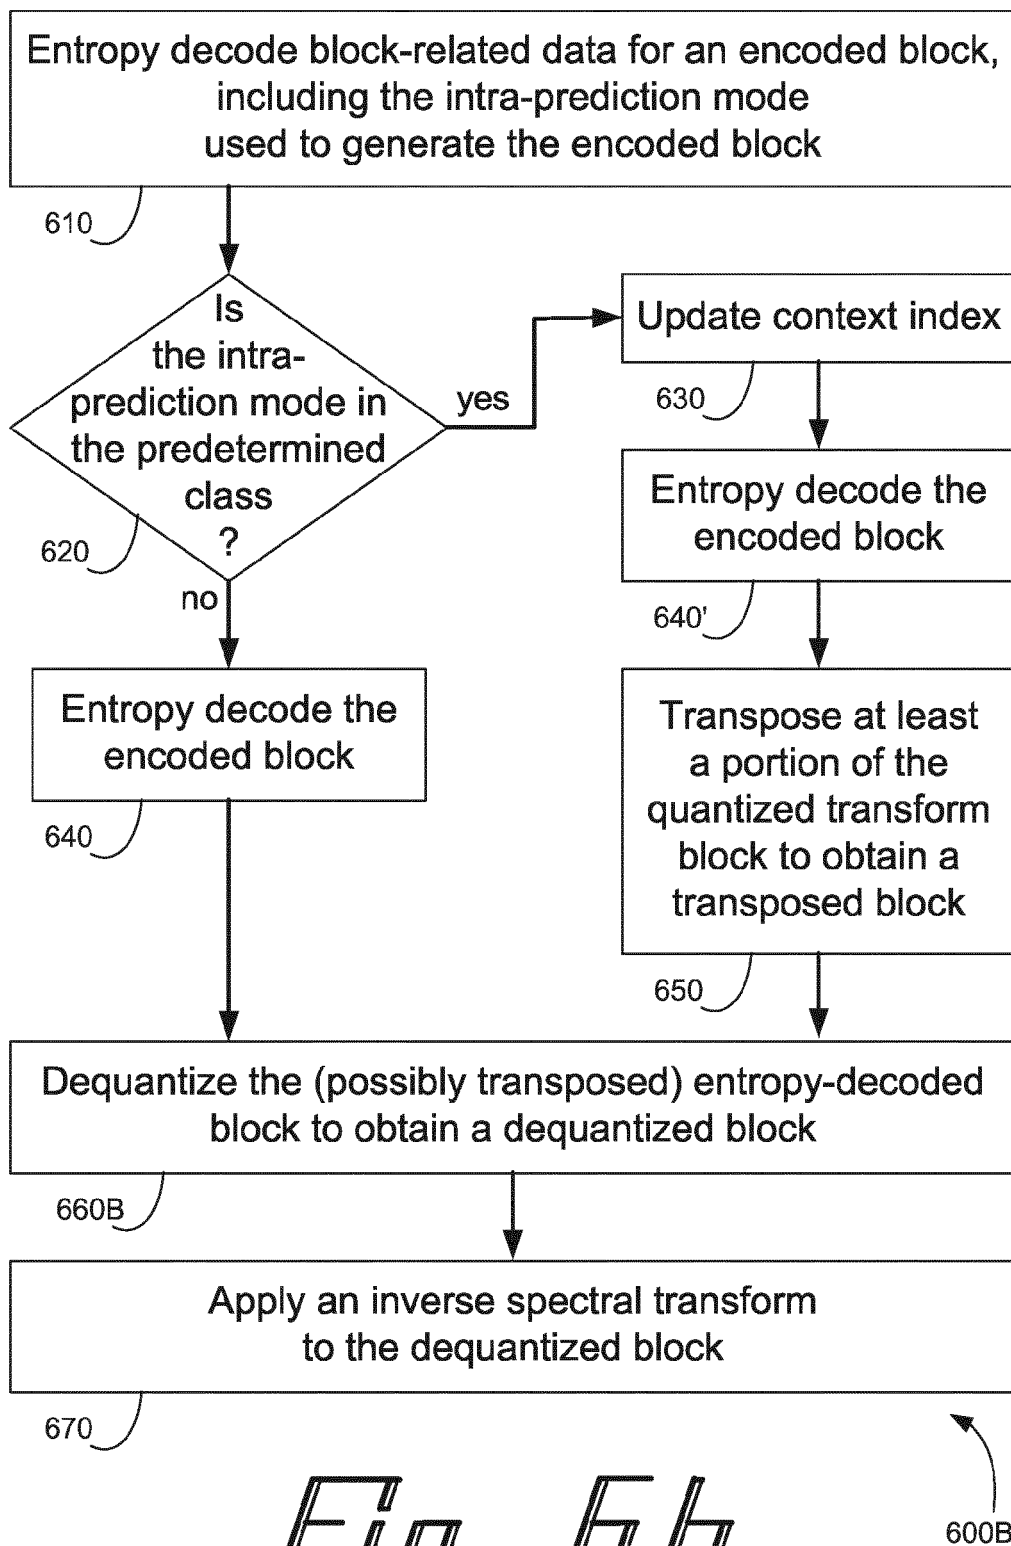 Entropy decode block-related data for an encoded block,
including the intra-prediction mode
used to generate the encoded block
610
Is
the intra-
prediction mode in
the predetermined
class
?
620
yes
no
Update context index
630
Entropy decode the
encoded block
640'
Entropy decode the
encoded block
640
Transpose at least
a portion of the
quantized transform
block to obtain a
transposed block
650
Dequantize the (possibly transposed) entropy-decoded
block to obtain a dequantized block
660B
Apply an inverse spectral transform
to the dequantized block
670
600B
Fig. 6b